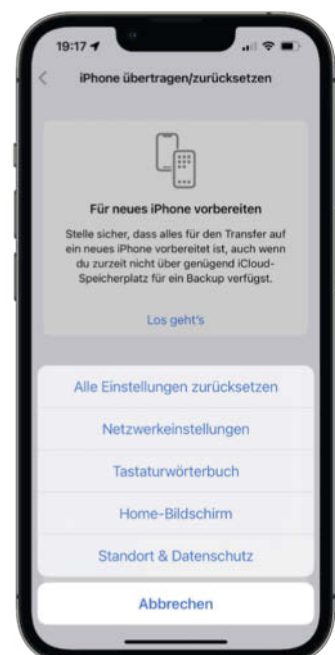 19:17
iPhone übertragen/zurücksetzen
Für neues iPhone vorbereiten
Stelle sicher, dass alles für den Transfer auf
ein neues iPhone vorbereitet ist, auch wenn
du zurzeit nicht über genügend iCloud-
Speicherplatz für ein Backup verfügst.
Los geht's
Alle Einstellungen zurücksetzen
Netzwerkeinstellungen
Tastaturwörterbuch
Home-Bildschirm
Standort & Datenschutz
Abbrechen